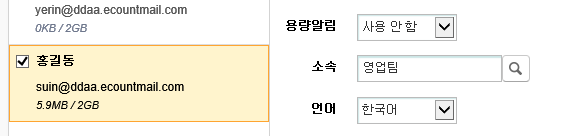 yerin@ddaa.ecountmail.com
0KB / 2GB
홍길동
suin@ddaa.ecountmail.com
5.9MB / 2GB
용량알림 사용 안함
소속 영업팀
언어 한국어